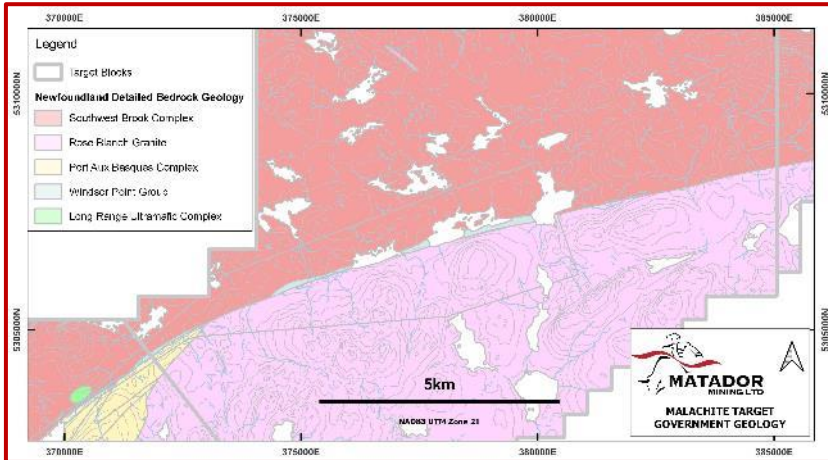 370000E 375000E 380000E 385000E
Legend
Target Blocks
Newfoundland Detailed Bedrock Geology
Southwest Brook Complex
Rose Blanch Granite
Port Aux Basques Complex
Windsor Point Group
Long Range Ultramafic Complex
5310000N
5310000N
5305000N
5305000N
5km
NAD83 UTM Zone 21
MATADOR
MINING LTD
MALACHITE TARGET
GOVERNMENT GEOLOGY
370000E 375000E 380000E 385000E